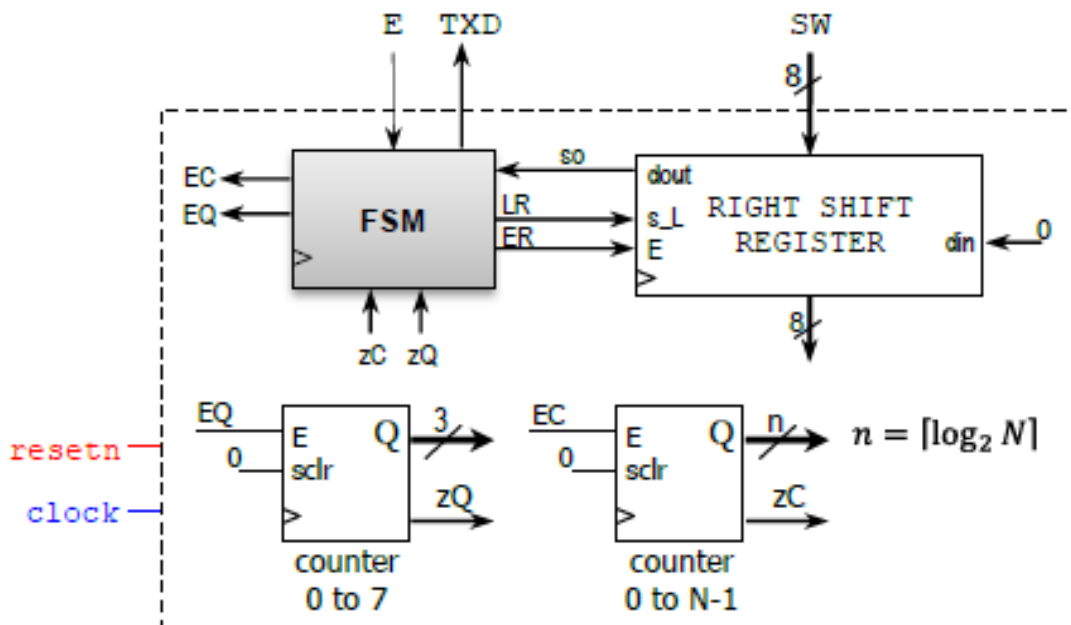 E TXD SW
8
EC
EQ
FSM
so
LR
ER
dout
s_L
E
RIGHT SHIFT
REGISTER
din
0
zC zQ
8
resetn
clock
EQ
0
E
sclr
Q
3
zQ
counter
0 to 7
EC
0
E
sclr
Q
n
zC
counter
0 to N-1
n = ⌈log₂ N⌉